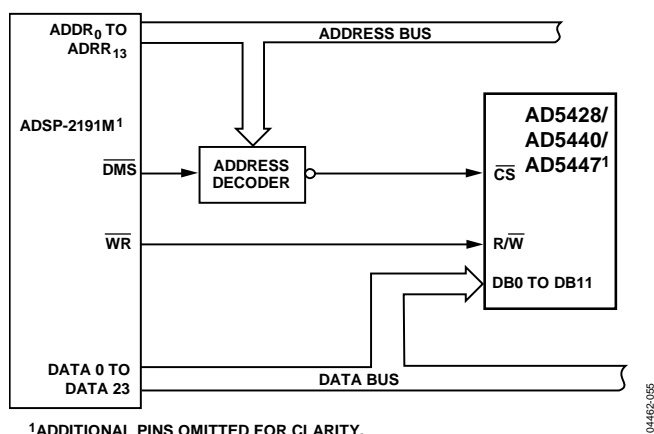 ADDR0 TO
ADRR13
ADDRESS BUS
ADSP-2191M1
DMS
ADDRESS
DECODER
CS
AD5428/
AD5440/
AD54471
WR
R/W
DB0 TO DB11
DATA 0 TO
DATA 23
DATA BUS
1ADDITIONAL PINS OMITTED FOR CLARITY.
04462-055